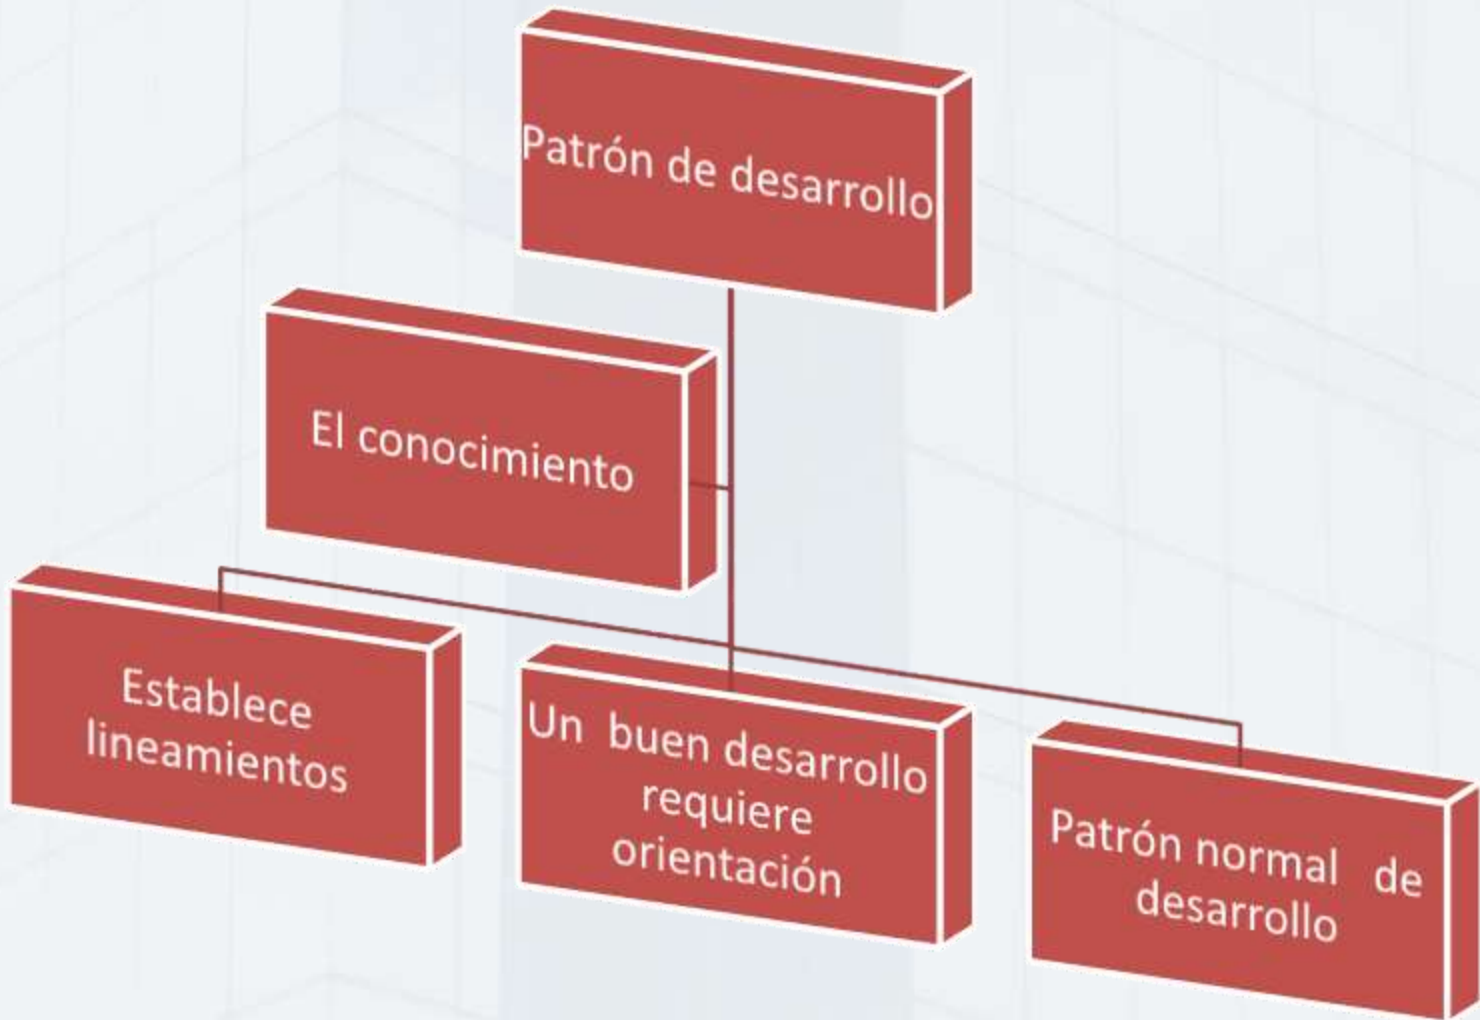 Patrón de desarrollo
El conocimiento
Establece
lineamientos
Un buen desarrollo
requiere
orientación
Patrón normal de
desarrollo